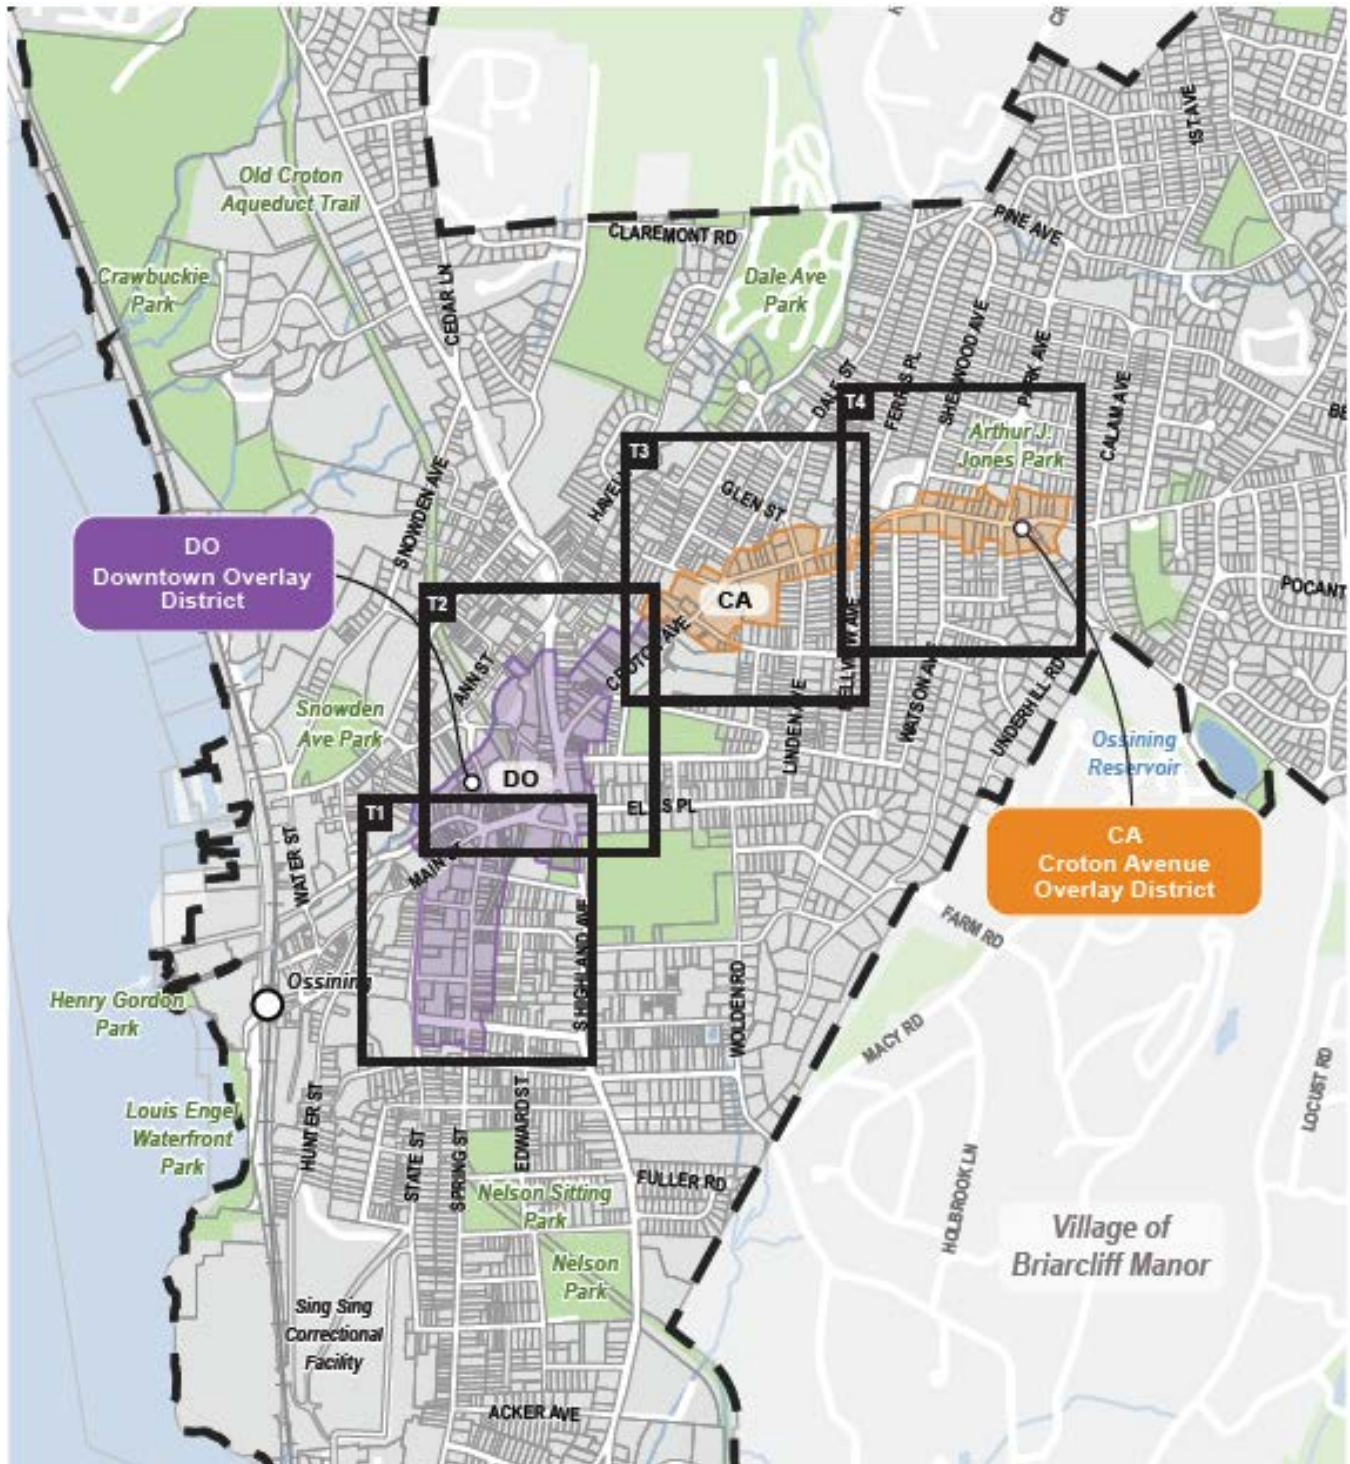 1ST AVE
Old Croton
Aqueduct Trail
PINE AVE
CLAREMONT RD
Crawbuckie
Park
CEDAR LN
Dale Ave
Park
SHERWOOD AVE
PARK AVE
DALE ST
FERRIS PL
CALAM AVE
T4
Arthur J.
Jones Park
T3
GLEN ST
SNOWDEN AVE
DO
Downtown Overlay
District
POCANT
T2
CA
CROTON AVE
ANN ST
LINDEN AVE
WATSON AVE
UNDERHILL RD
Snowden
Ave Park
Ossining
Reservoir
DO
T1
MAIN ST
WATER ST
CA
Croton Avenue
Overlay District
FARM RD
S HIGHLAND AVE
Ossining
Henry Gordon
Park
WOLDEN RD
MACY RD
LOCUST RD
Louis Engel
Waterfront
Park
HUNTER ST
STATE ST
SPRING ST
EDWARD ST
FULLER RD
HOLBROOK LN
Nelson Sitting
Park
Village of
Briarcliff Manor
Nelson
Park
Sing Sing
Correctional
Facility
ACKER AVE